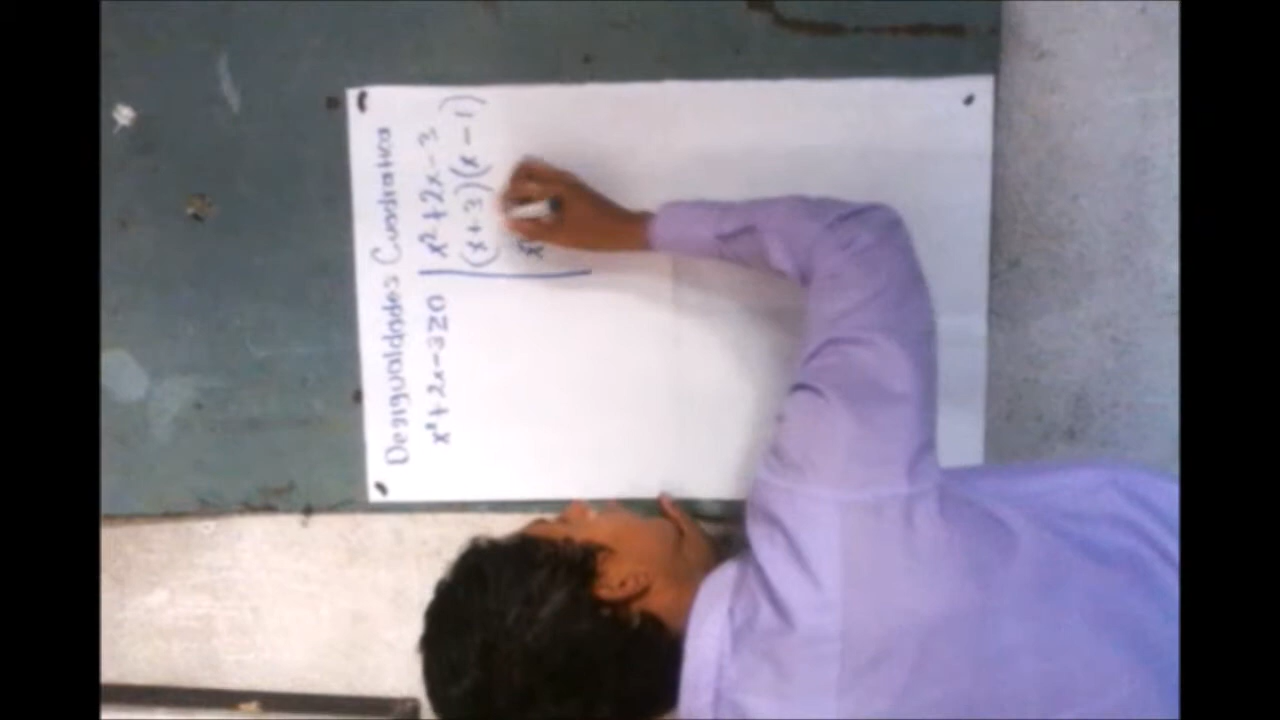 Desigualdades Cuadratica
x² + 2x - 3 ≥ 0 | x² + 2x - 3
(x + 3)(x - 1)
x